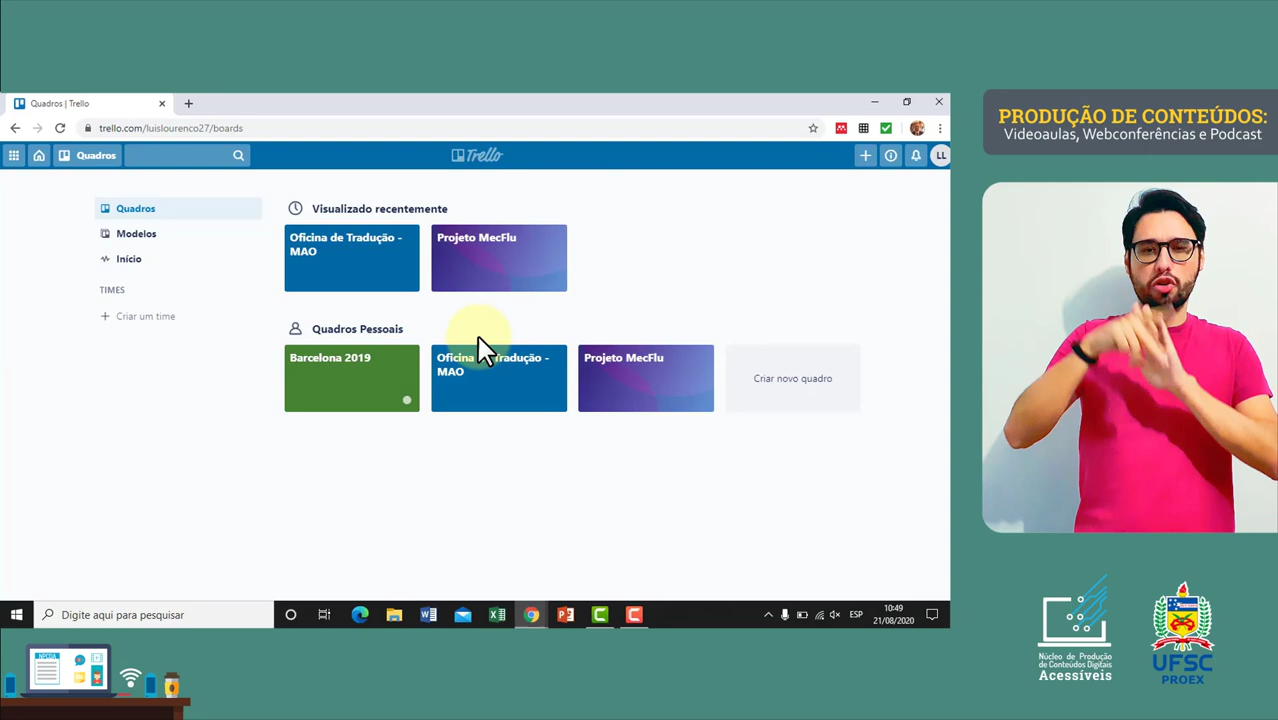 Quadros | Trello
trello.com/luislourenco27/boards
Quadros
Trello
LL
Quadros
Modelos
Início
TIMES
Criar um time
Visualizado recentemente
Oficina de Tradução -
MAO
Projeto MecFlu
Quadros Pessoais
Barcelona 2019
Oficina Tradução -
MAO
Projeto MecFlu
Criar novo quadro
Digite aqui para pesquisar
ESP
10:49
21/08/2020
PRODUÇÃO DE CONTEÚDOS:
Videoaulas, Webconferências e Podcast
Núcleo de Produção
de Conteúdos Digitais
Acessíveis
UFSC
PROEX